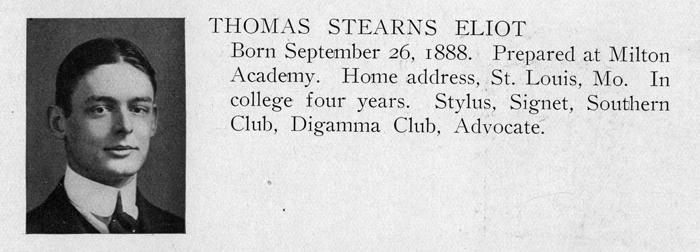 THOMAS STEARNS ELIOT
Born September 26, 1888. Prepared at Milton
Academy. Home address, St. Louis, Mo. In
college four years. Stylus, Signet, Southern
Club, Digamma Club, Advocate.